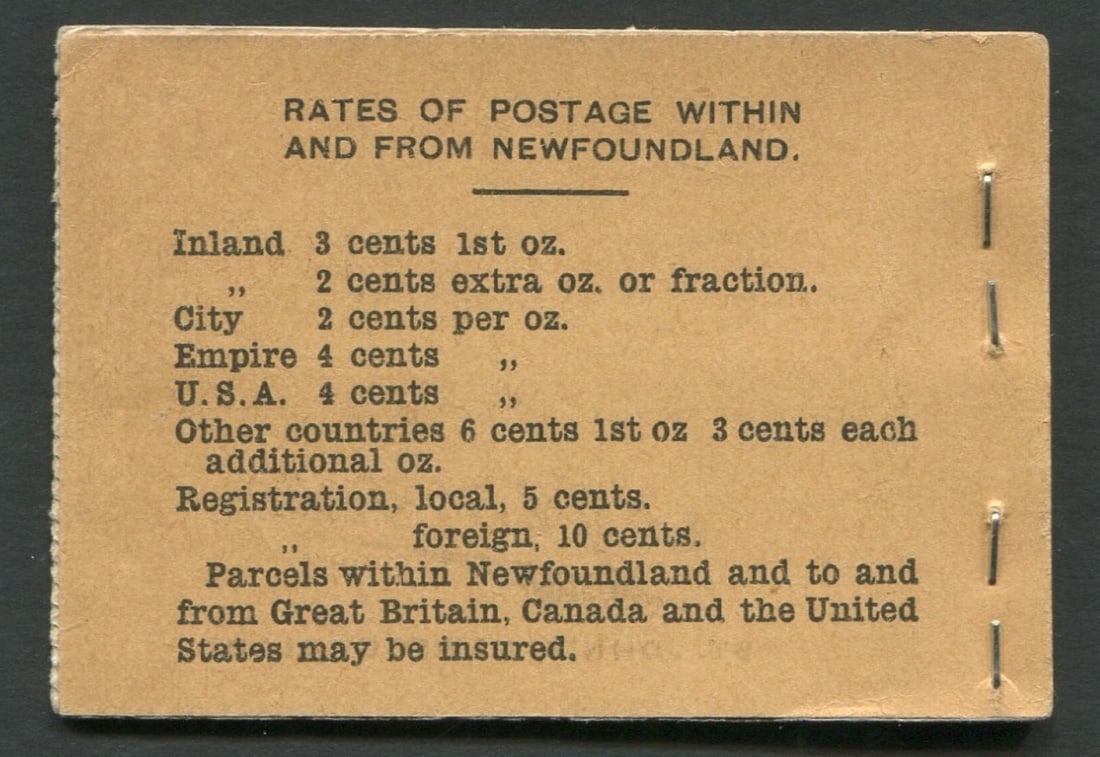 RATES OF POSTAGE WITHIN
AND FROM NEWFOUNDLAND.
Inland 3 cents 1st oz.
„ 2 cents extra oz. or fraction.
City 2 cents per oz.
Empire 4 cents „
U.S.A. 4 cents „
Other countries 6 cents 1st oz 3 cents each
additional oz.
Registration, local, 5 cents.
„ foreign, 10 cents.
Parcels within Newfoundland and to and
from Great Britain, Canada and the United
States may be insured.